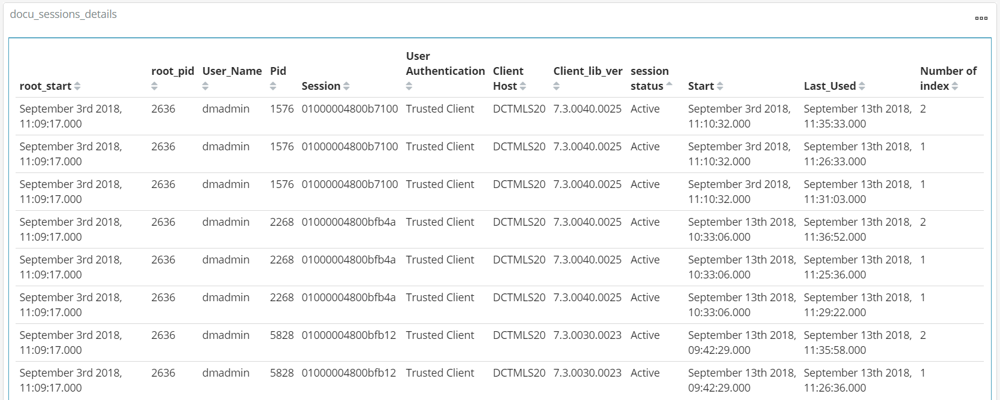 docu_sessions_details
root_start root_pid User_Name Pid Session User Authentication Client Host Client_lib_ver session status Start Last_Used Number of index
September 3rd 2018, 11:09:17.000 2636 dmadmin 1576 01000004800b7100 Trusted Client DCTMLS20 7.3.0040.0025 Active September 3rd 2018, 11:10:32.000 September 13th 2018, 11:35:33.000 2
September 3rd 2018, 11:09:17.000 2636 dmadmin 1576 01000004800b7100 Trusted Client DCTMLS20 7.3.0040.0025 Active September 3rd 2018, 11:10:32.000 September 13th 2018, 11:26:33.000 1
September 3rd 2018, 11:09:17.000 2636 dmadmin 1576 01000004800b7100 Trusted Client DCTMLS20 7.3.0040.0025 Active September 3rd 2018, 11:10:32.000 September 13th 2018, 11:31:03.000 1
September 3rd 2018, 11:09:17.000 2636 dmadmin 2268 01000004800bfb4a Trusted Client DCTMLS20 7.3.0040.0025 Active September 13th 2018, 10:33:06.000 September 13th 2018, 11:36:52.000 2
September 3rd 2018, 11:09:17.000 2636 dmadmin 2268 01000004800bfb4a Trusted Client DCTMLS20 7.3.0040.0025 Active September 13th 2018, 10:33:06.000 September 13th 2018, 11:25:36.000 1
September 3rd 2018, 11:09:17.000 2636 dmadmin 2268 01000004800bfb4a Trusted Client DCTMLS20 7.3.0040.0025 Active September 13th 2018, 10:33:06.000 September 13th 2018, 11:29:22.000 1
September 3rd 2018, 11:09:17.000 2636 dmadmin 5828 01000004800bfb12 Trusted Client DCTMLS20 7.3.0030.0023 Active September 13th 2018, 09:42:29.000 September 13th 2018, 11:35:58.000 2
September 3rd 2018, 11:09:17.000 2636 dmadmin 5828 01000004800bfb12 Trusted Client DCTMLS20 7.3.0030.0023 Active September 13th 2018, 09:42:29.000 September 13th 2018, 11:26:36.000 1